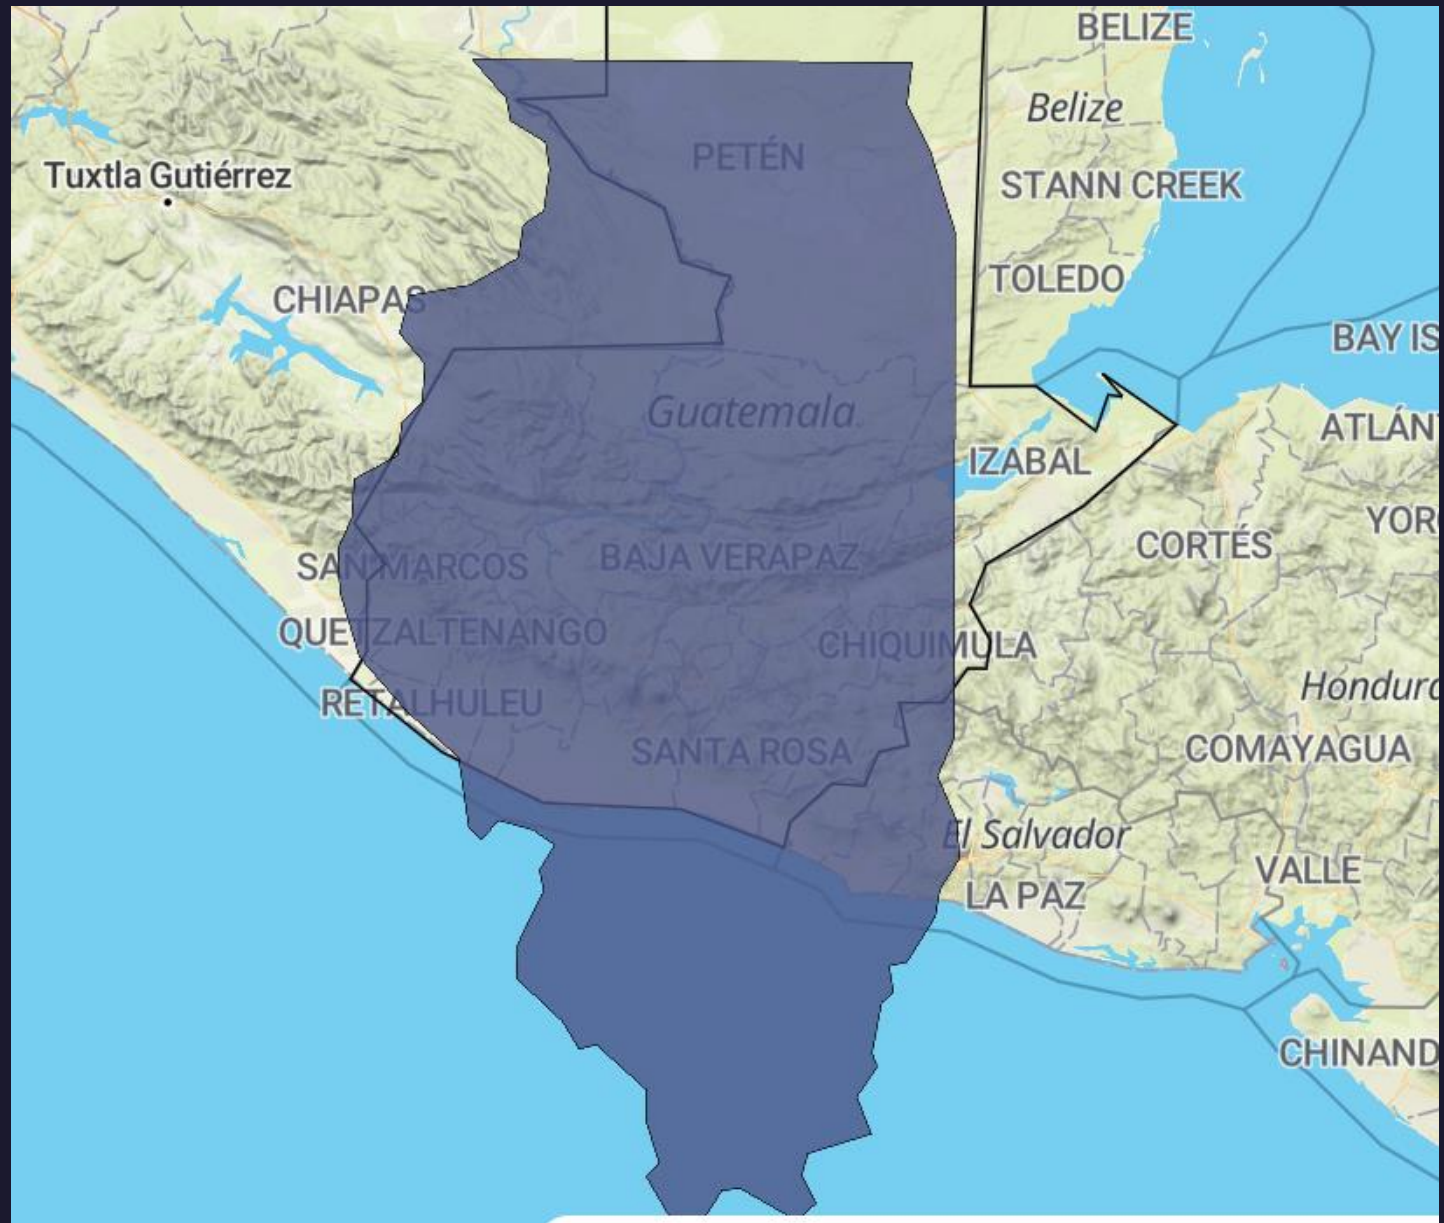 BELIZE
Belize
PETÉN
Tuxtla Gutiérrez
STANN CREEK
TOLEDO
CHIAPAS
BAY IS
Guatemala
ATLÁN
IZABAL
YOR
CORTÉS
SAN MARCOS
BAJA VERAPAZ
QUETZALTENANGO
CHIQUIMULA
Hondura
RETALHULEU
SANTA ROSA
COMAYAGUA
El Salvador
VALLE
LA PAZ
CHINAND